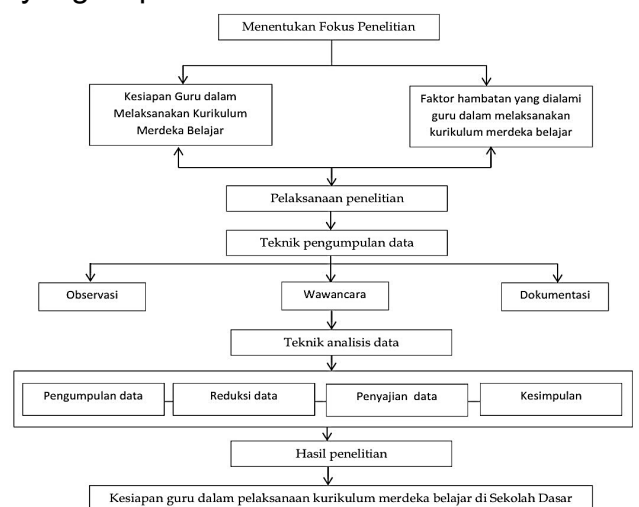 Menentukan Fokus Penelitian
Kesiapan Guru dalam
Melaksanakan Kurikulum
Merdeka Belajar
Faktor hambatan yang dialami
guru dalam melaksanakan
kurikulum merdeka belajar
Pelaksanaan penelitian
Teknik pengumpulan data
Observasi
Wawancara
Dokumentasi
Teknik analisis data
Pengumpulan data
Reduksi data
Penyajian data
Kesimpulan
Hasil penelitian
Kesiapan guru dalam pelaksanaan kurikulum merdeka belajar di Sekolah Dasar